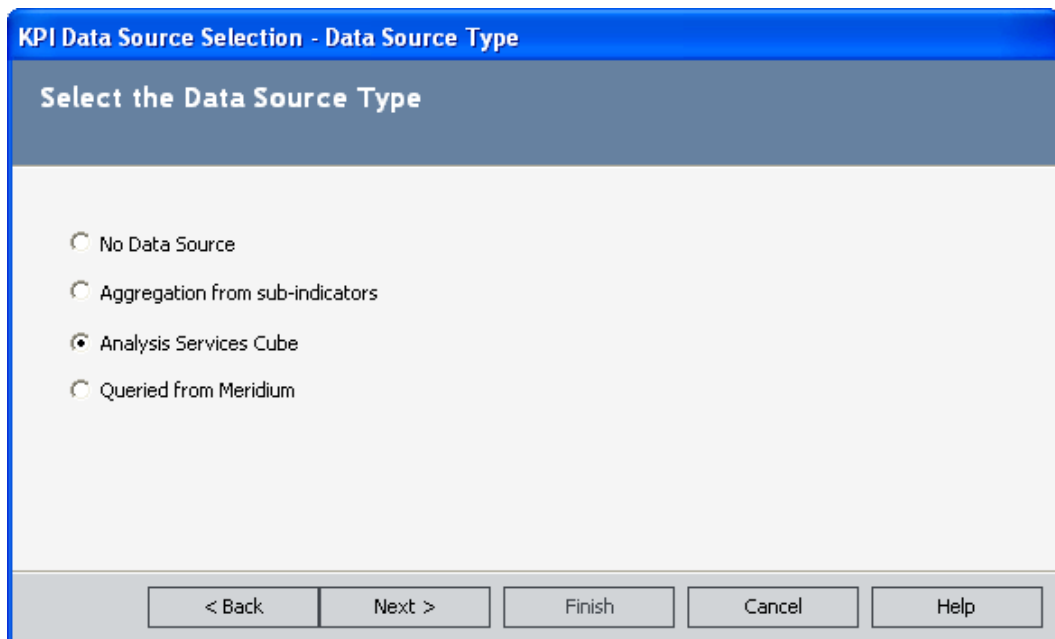 KPI Data Source Selection - Data Source Type
Select the Data Source Type
No Data Source
Aggregation from sub-indicators
Analysis Services Cube
Queried from Meridium
< Back Next > Finish Cancel Help